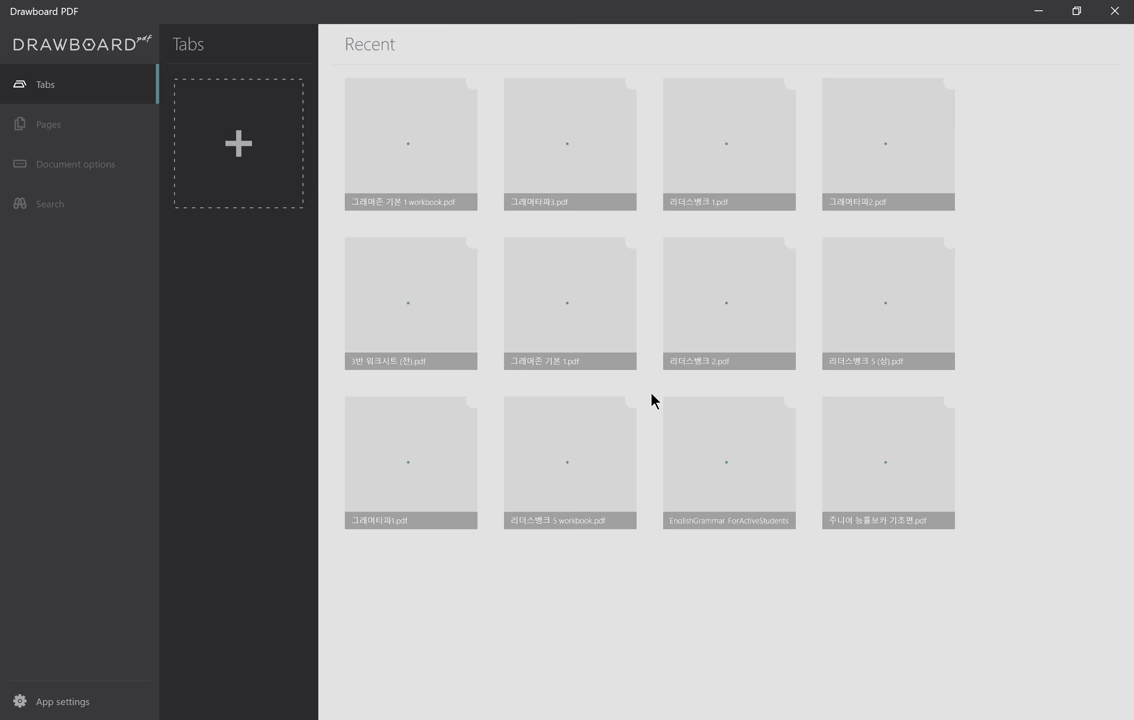 Drawboard PDF
DRAWBOARD pdf
Tabs
Pages
Document options
Search
App settings
Tabs
Recent
그래머존 기본 1 workbook.pdf
그래머타파3.pdf
리더스뱅크 1.pdf
그래머타파2.pdf
3반 워크시트 (전).pdf
그래머존 기본 1.pdf
리더스뱅크 2.pdf
리더스뱅크 5 (상).pdf
그래머타파1.pdf
리더스뱅크 5 workbook.pdf
EnglishGrammar ForActiveStudents
주니어 능률보카 기초편.pdf